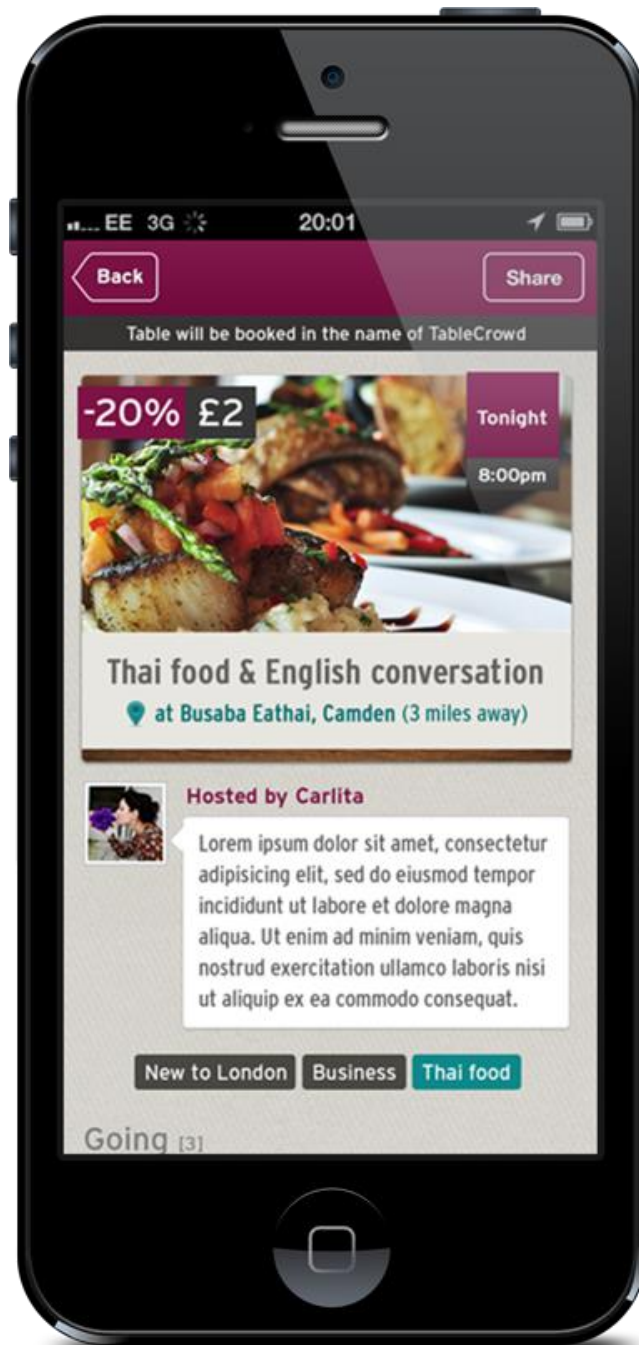 EE 3G 20:01
Back Share
Table will be booked in the name of TableCrowd
-20% £2
Tonight
8:00pm
Thai food & English conversation
at Busaba Eathai, Camden (3 miles away)
Hosted by Carlita
Lorem ipsum dolor sit amet, consectetur
adipisicing elit, sed do eiusmod tempor
incididunt ut labore et dolore magna
aliqua. Ut enim ad minim veniam, quis
nostrud exercitation ullamco laboris nisi
ut aliquip ex ea commodo consequat.
New to London Business Thai food
Going [3]